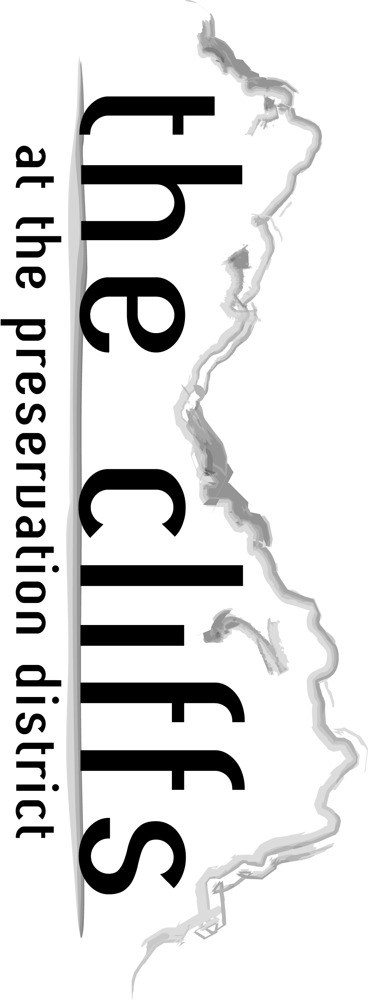 the cliffs
at the preservation district